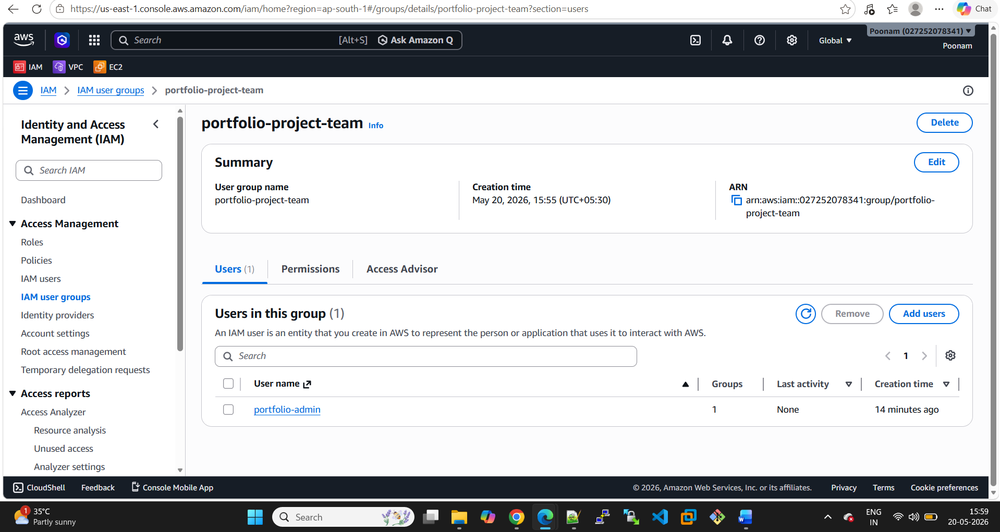 https://us-east-1.console.aws.amazon.com/iam/home?region=ap-south-1#/groups/details/portfolio-project-team?section=users
Chat
aws
Search
[Alt+S]
Ask Amazon Q
Global
Poonam (027252078341)
Poonam
IAM
VPC
EC2
IAM
IAM user groups
portfolio-project-team
Identity and Access
Management (IAM)
Search IAM
Dashboard
Access Management
Roles
Policies
IAM users
IAM user groups
Identity providers
Account settings
Root access management
Temporary delegation requests
Access reports
Access Analyzer
Resource analysis
Unused access
Analyzer settings
portfolio-project-team Info
Delete
Summary
Edit
User group name
portfolio-project-team
Creation time
May 20, 2026, 15:55 (UTC+05:30)
ARN
arn:aws:iam::027252078341:group/portfolio-
project-team
Users (1)
Permissions
Access Advisor
Users in this group (1)
Remove
Add users
An IAM user is an entity that you create in AWS to represent the person or application that uses it to interact with AWS.
Search
1
User name
Groups
Last activity
Creation time
portfolio-admin
1
None
14 minutes ago
CloudShell
Feedback
Console Mobile App
© 2026, Amazon Web Services, Inc. or its affiliates.
Privacy
Terms
Cookie preferences
1
35°C
Partly sunny
Search
ENG
IN
15:59
20-05-2026